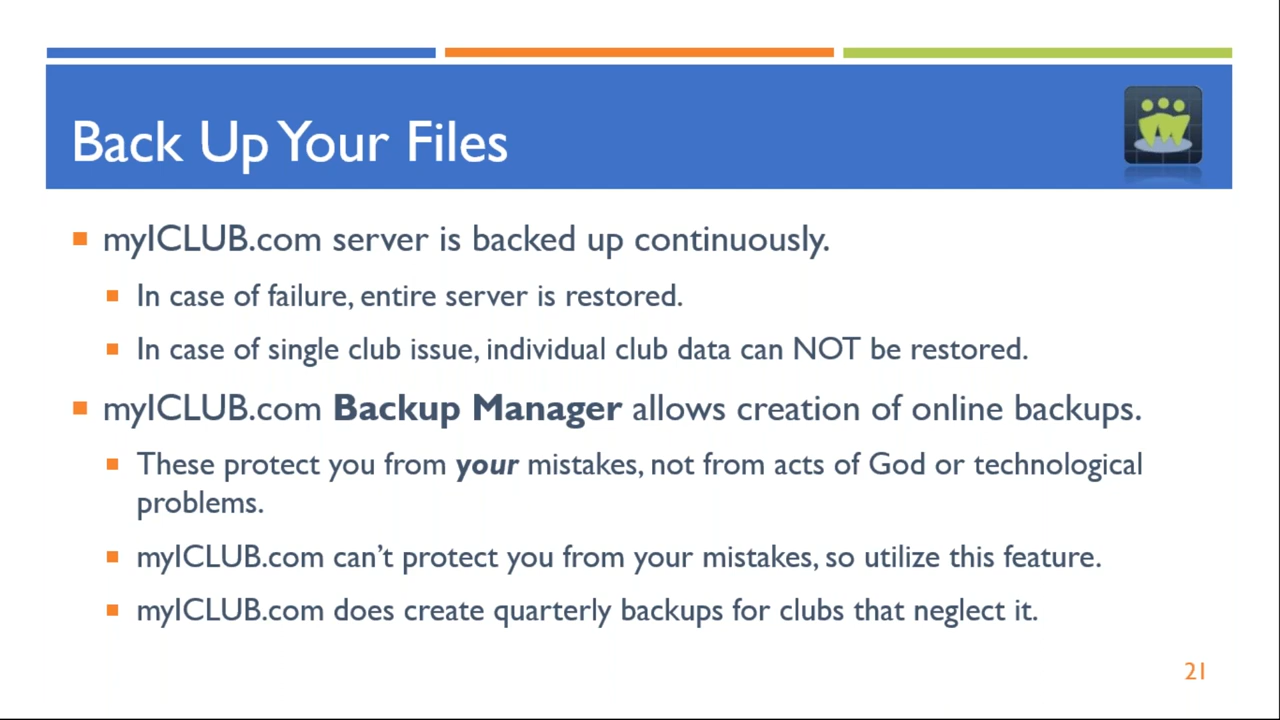 Back Up Your Files
myICLUB.com server is backed up continuously.
In case of failure, entire server is restored.
In case of single club issue, individual club data can NOT be restored.
myICLUB.com Backup Manager allows creation of online backups.
These protect you from your mistakes, not from acts of God or technological
problems.
myICLUB.com can’t protect you from your mistakes, so utilize this feature.
myICLUB.com does create quarterly backups for clubs that neglect it.
21